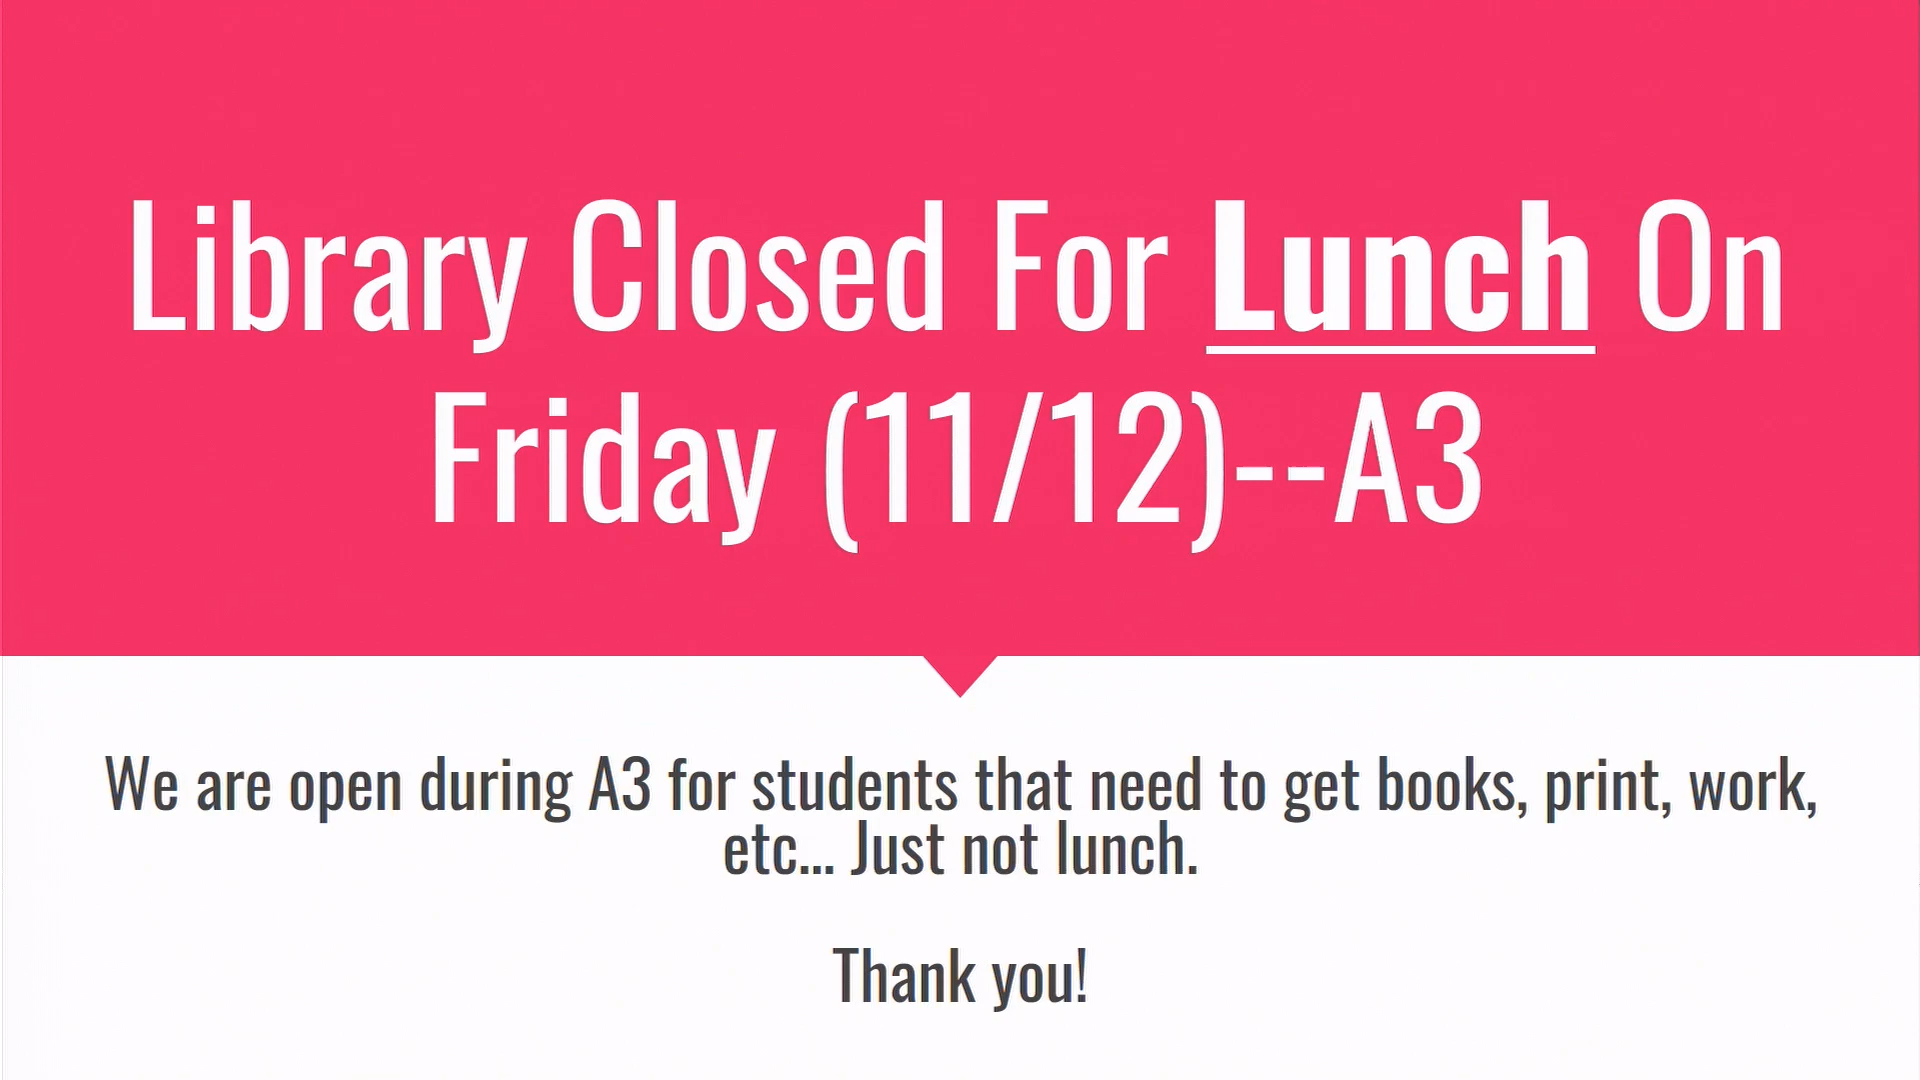 Library Closed For Lunch On
Friday (11/12)--A3
We are open during A3 for students that need to get books, print, work,
etc... Just not lunch.
Thank you!